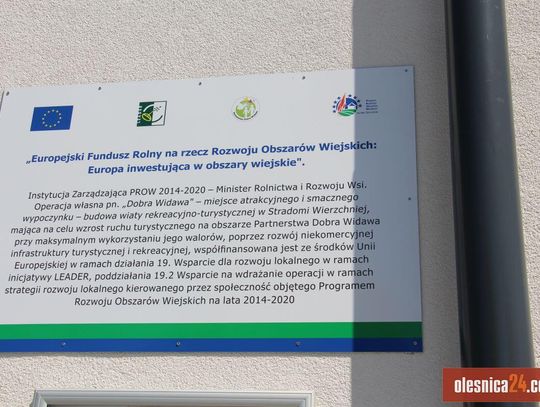 „Europejski Fundusz Rolny na rzecz Rozwoju Obszarów Wiejskich:
Europa inwestująca w obszary wiejskie".
Instytucja Zarządzająca PROW 2014-2020 – Minister Rolnictwa i Rozwoju Wsi.
Operacja własna pn. „Dobra Widawa" – miejsce atrakcyjnego i smacznego
wypoczynku – budowa wiaty rekreacyjno-turystycznej w Stradomi Wierzchniej,
mająca na celu wzrost ruchu turystycznego na obszarze Partnerstwa Dobra Widawa
przy maksymalnym wykorzystaniu jego walorów, poprzez rozwój niekomercyjnej
infrastruktury turystycznej i rekreacyjnej, współfinansowana jest ze środków Unii
Europejskiej w ramach działania 19. Wsparcie dla rozwoju lokalnego w ramach
inicjatywy LEADER, poddziałania 19.2 Wsparcie na wdrażanie operacji w ramach
strategii rozwoju lokalnego kierowanego przez społeczność objętego Programem
Rozwoju Obszarów Wiejskich na lata 2014-2020
olesnica24.co